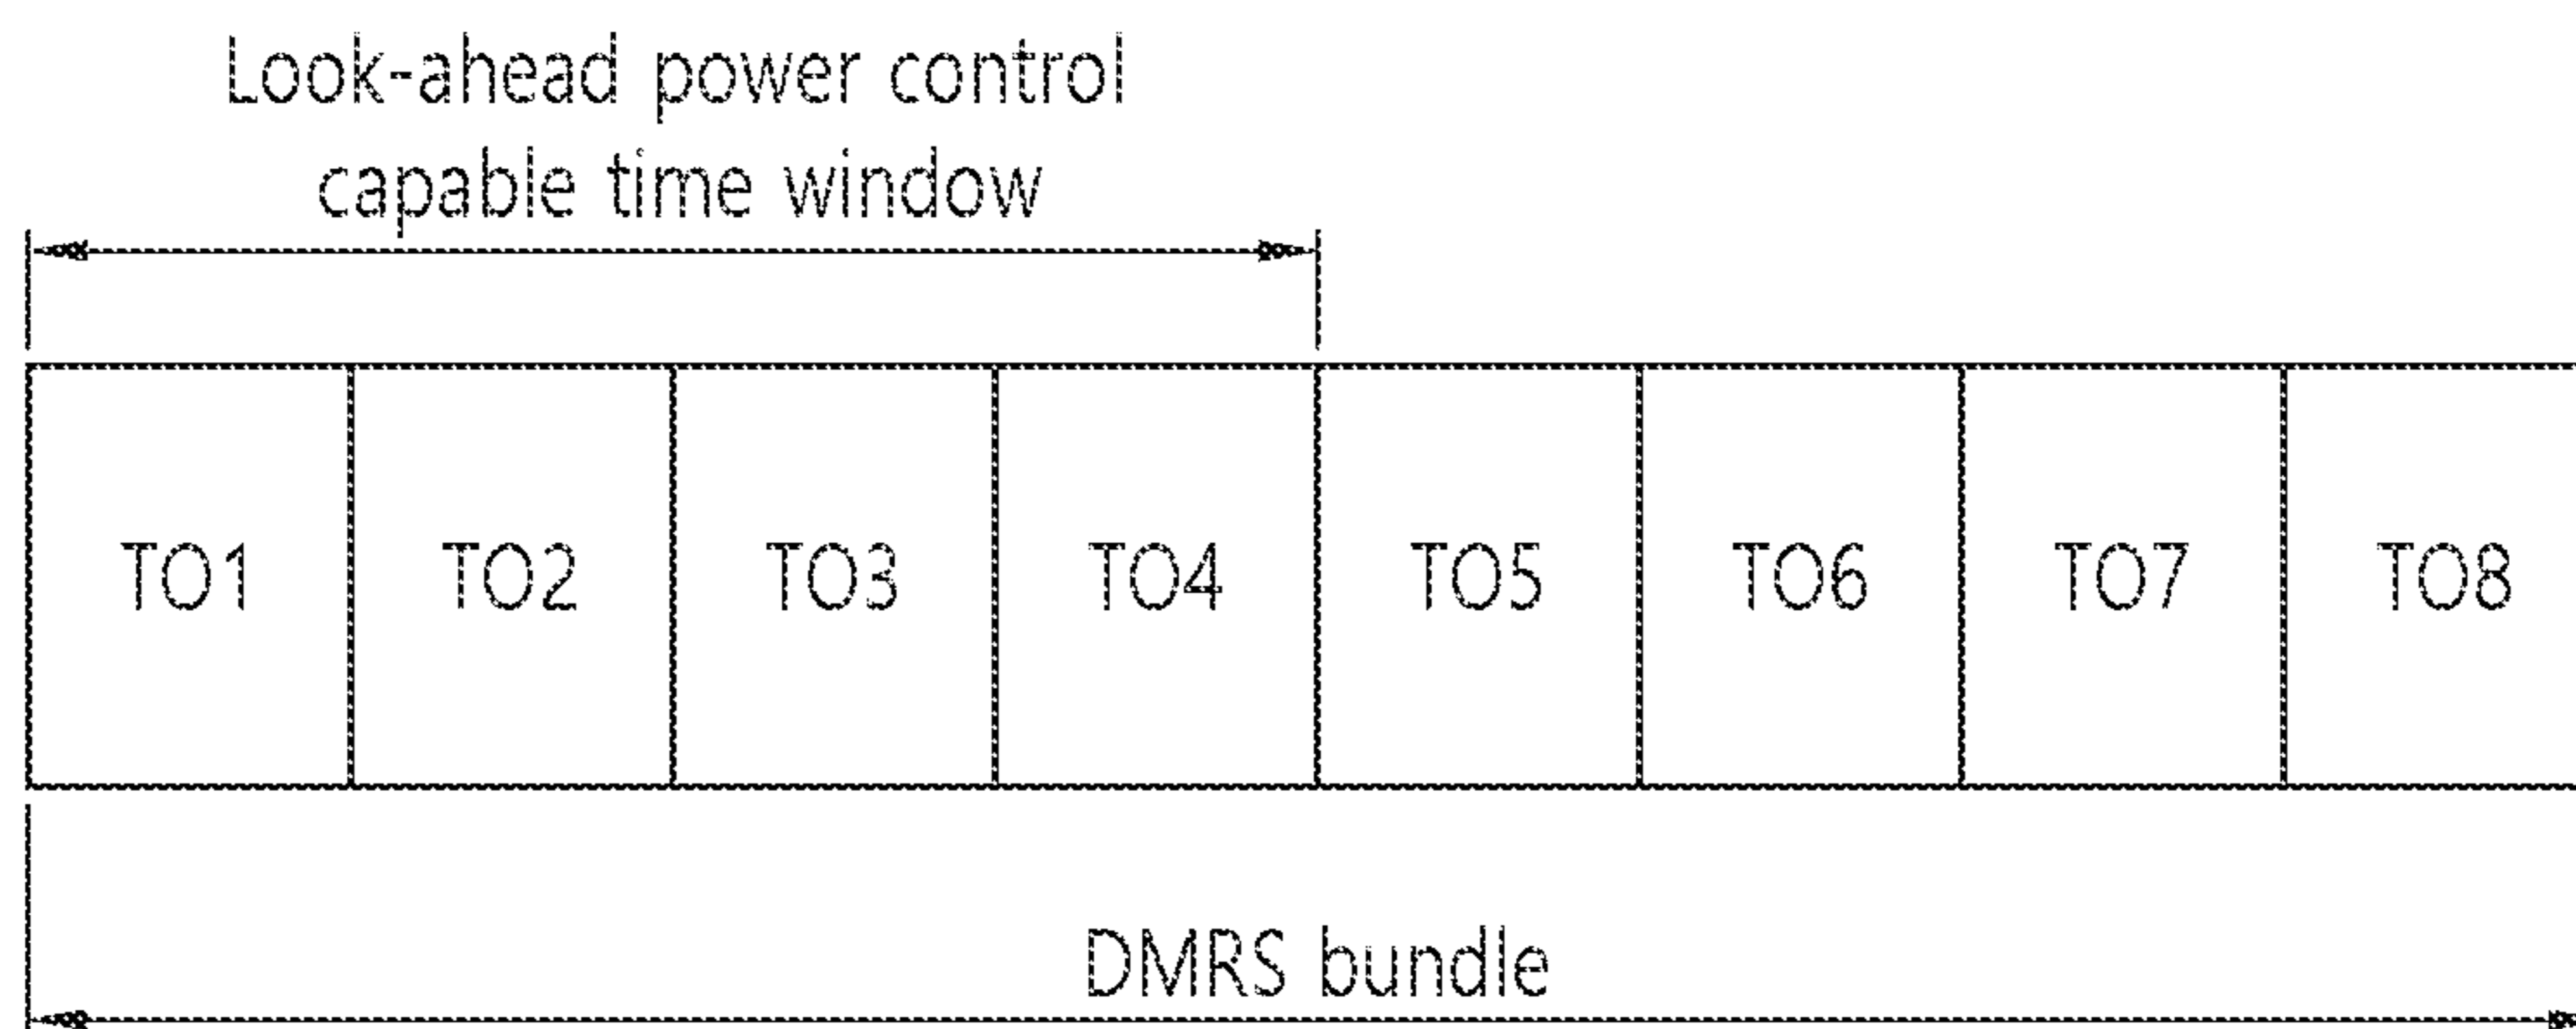 Look-ahead power control
capable time window
TO1 TO2 TO3 TO4 TO5 TO6 TO7 TO8
DMRS bundle